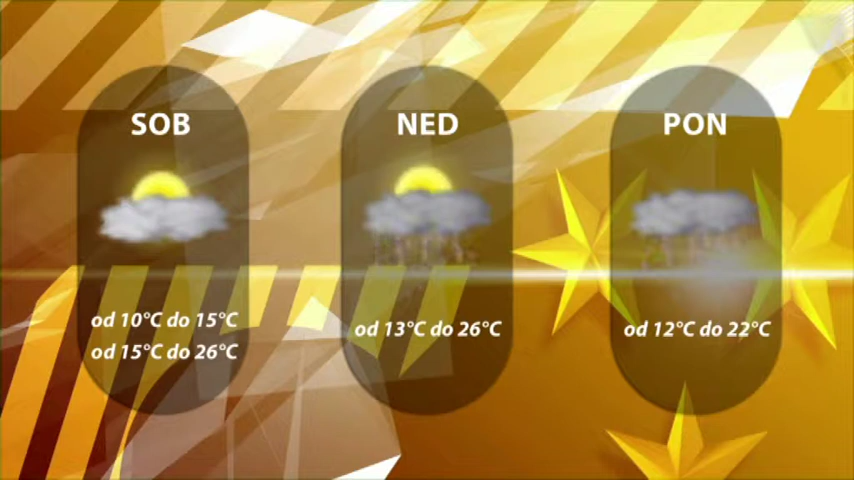 SOB
od 10°C do 15°C
od 15°C do 26°C
NED
od 13°C do 26°C
PON
od 12°C do 22°C